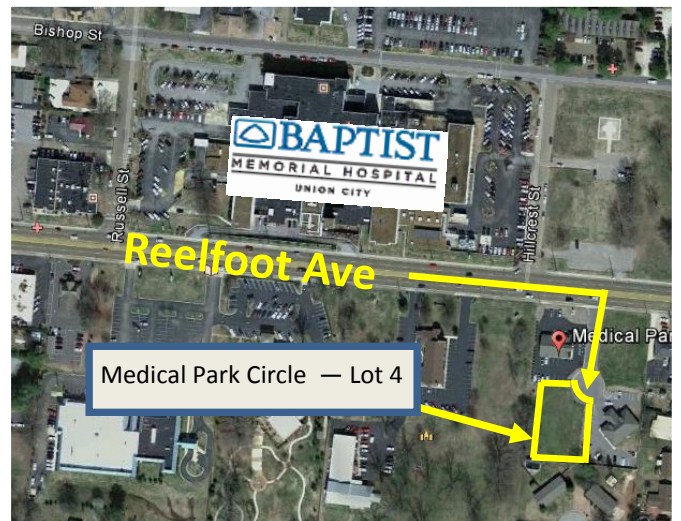 Bishop St
BAPTIST
MEMORIAL HOSPITAL
UNION CITY
Russell St
Hillcrest St
Reelfoot Ave
Medical Par
Medical Park Circle — Lot 4